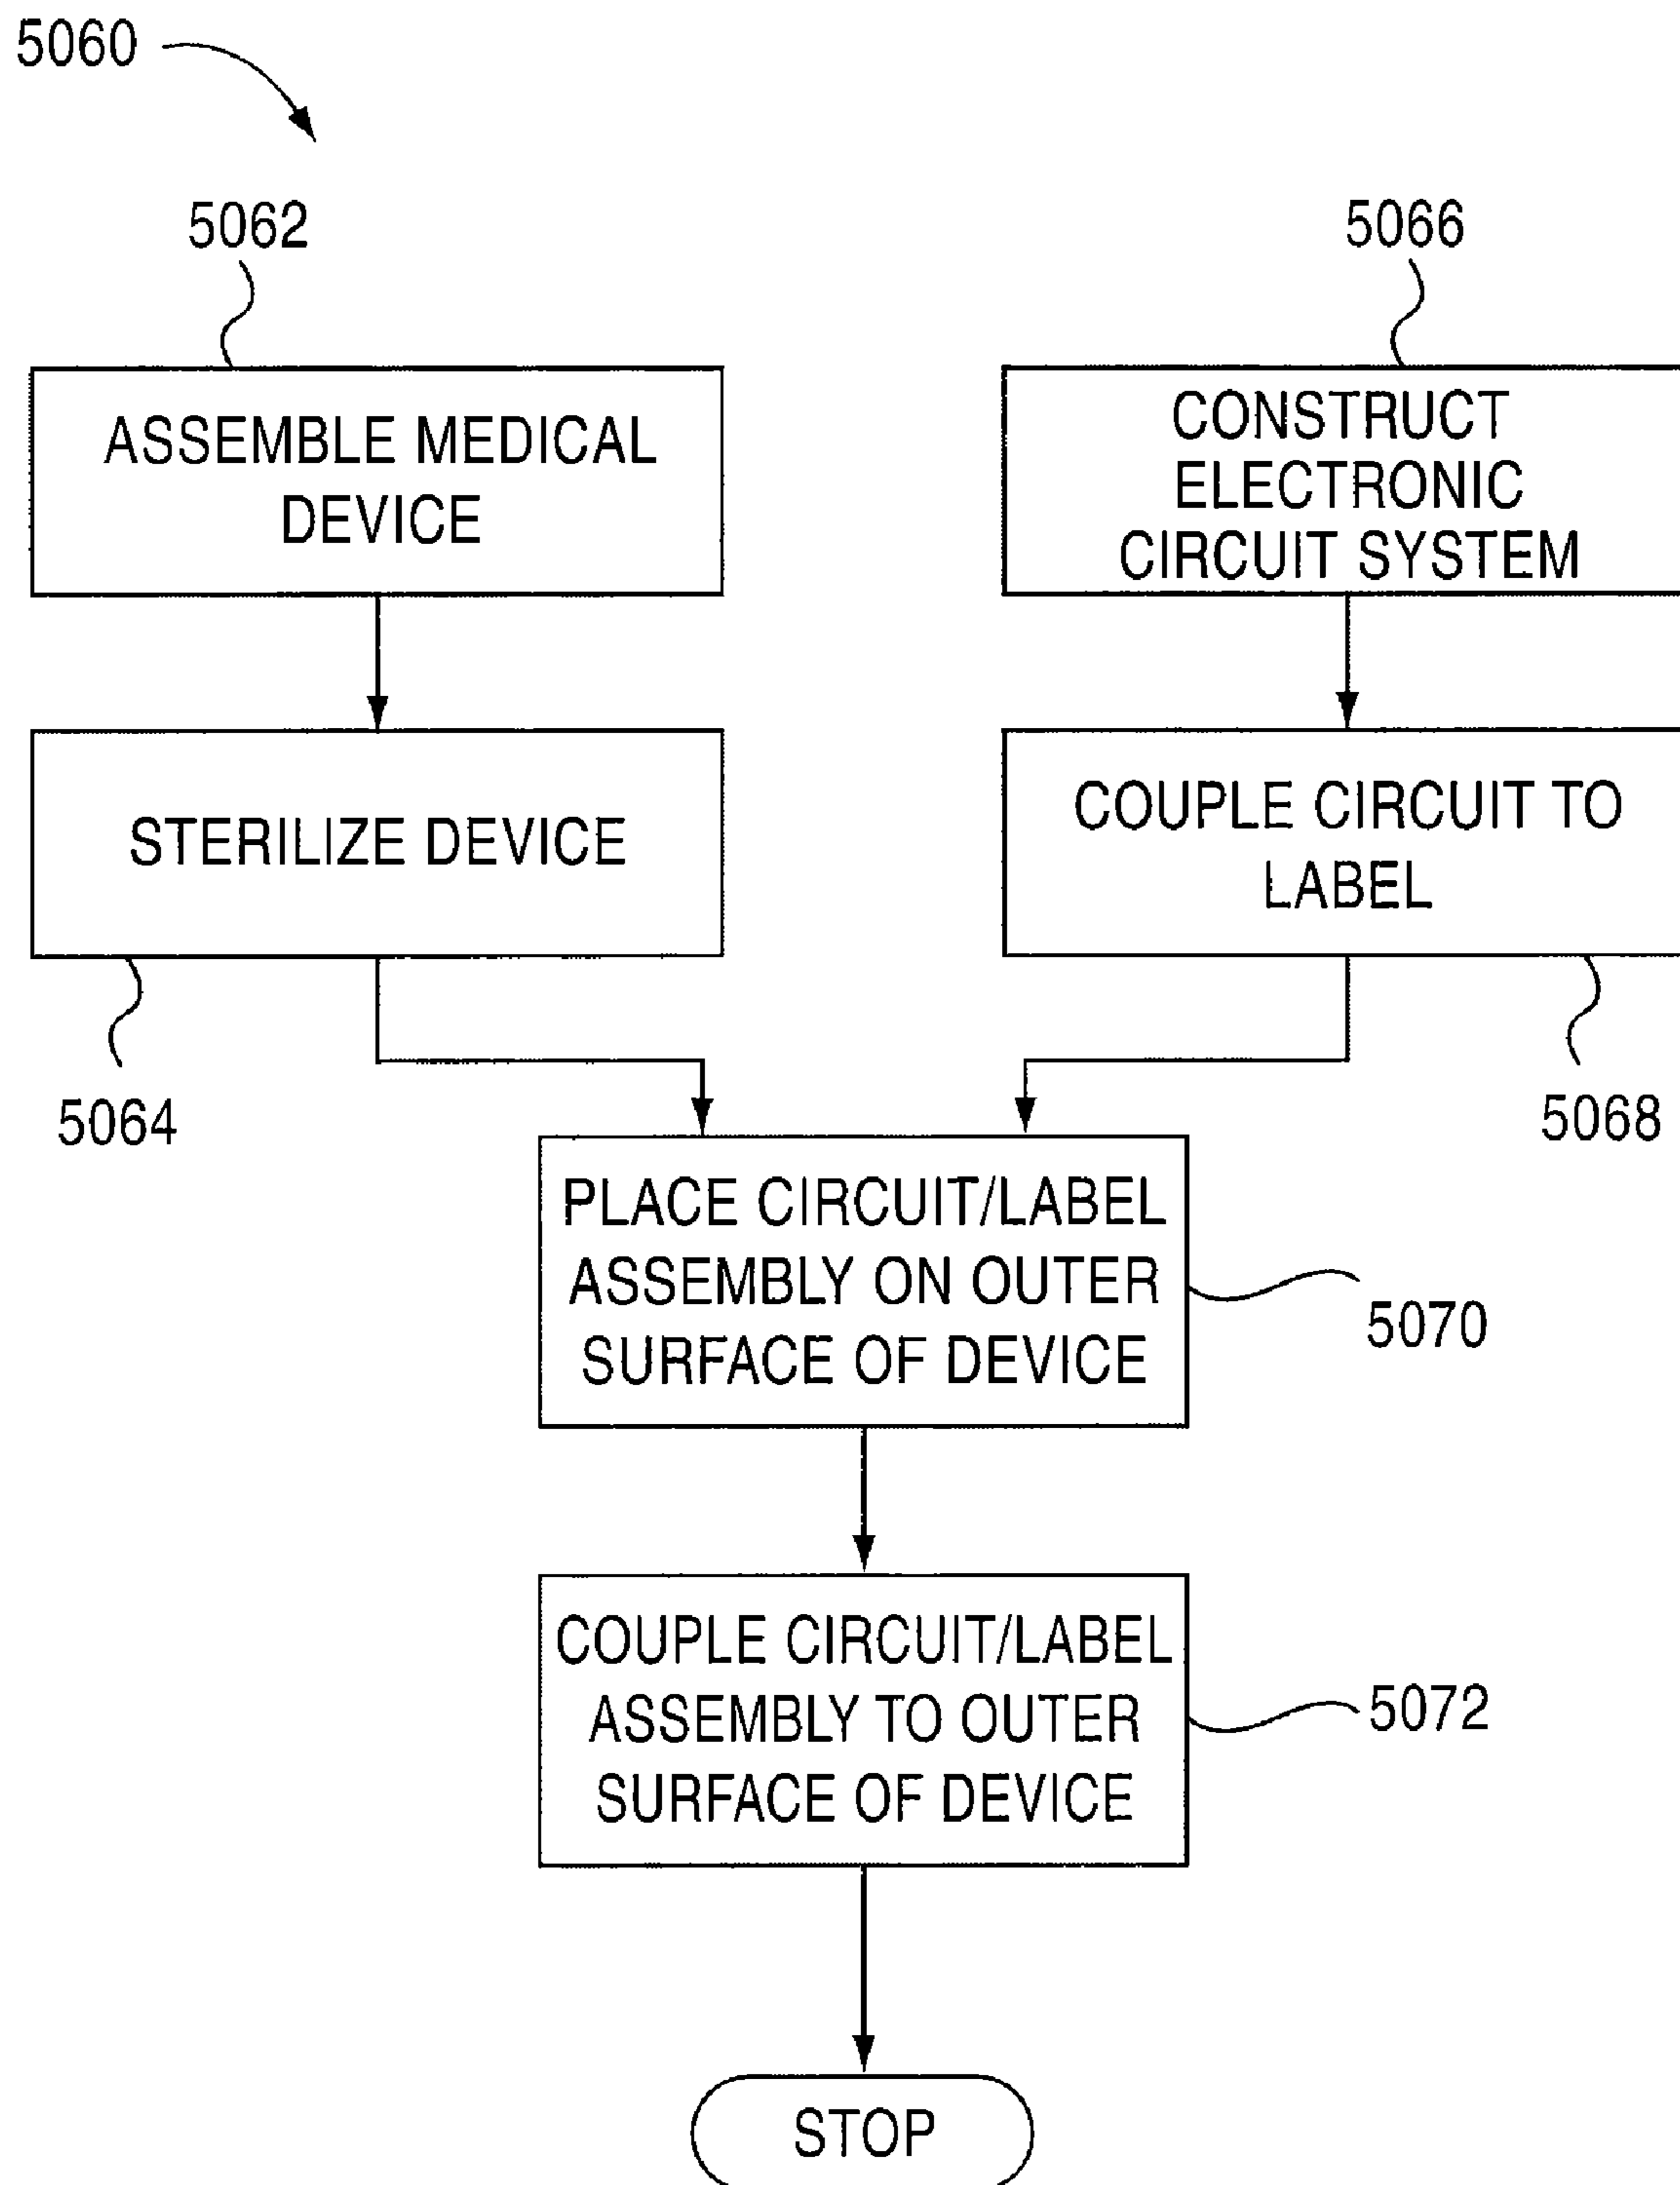 5060
5062
5066
ASSEMBLE MEDICAL
DEVICE
CONSTRUCT
ELECTRONIC
CIRCUIT SYSTEM
STERILIZE DEVICE
COUPLE CIRCUIT TO
LABEL
5064
5068
PLACE CIRCUIT/LABEL
ASSEMBLY ON OUTER
SURFACE OF DEVICE
5070
COUPLE CIRCUIT/LABEL
ASSEMBLY TO OUTER
SURFACE OF DEVICE
5072
STOP